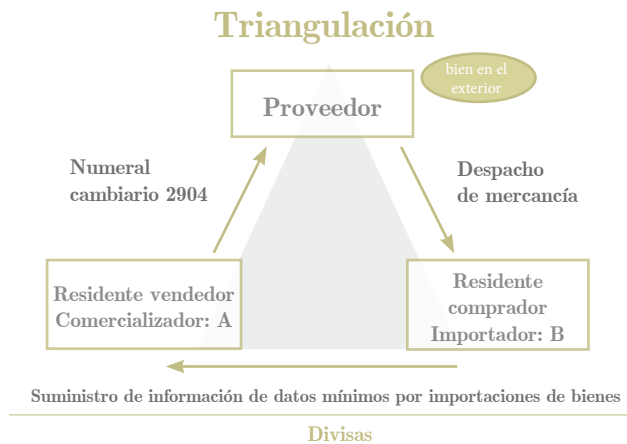 Triangulación
bien en el
exterior
Proveedor
Numeral
cambiario 2904
Despacho
de mercancía
Residente vendedor
Comercializador: A
Residente
comprador
Importador: B
Suministro de información de datos mínimos por importaciones de bienes
Divisas